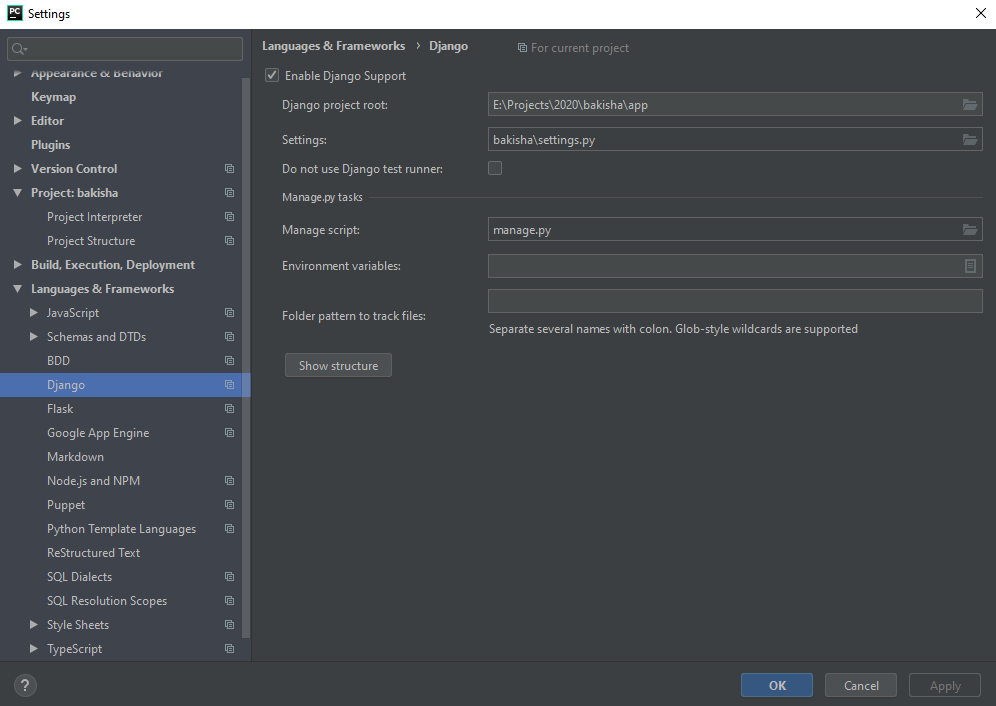 PC Settings
Appearance & Behavior
Keymap
Editor
Plugins
Version Control
Project: bakisha
Project Interpreter
Project Structure
Build, Execution, Deployment
Languages & Frameworks
JavaScript
Schemas and DTDs
BDD
Django
Flask
Google App Engine
Markdown
Node.js and NPM
Puppet
Python Template Languages
ReStructured Text
SQL Dialects
SQL Resolution Scopes
Style Sheets
TypeScript
Languages & Frameworks › Django For current project
Enable Django Support
Django project root: E:\Projects\2020\bakisha\app
Settings: bakisha\settings.py
Do not use Django test runner:
Manage.py tasks
Manage script: manage.py
Environment variables:
Folder pattern to track files:
Separate several names with colon. Glob-style wildcards are supported
Show structure
? OK Cancel Apply